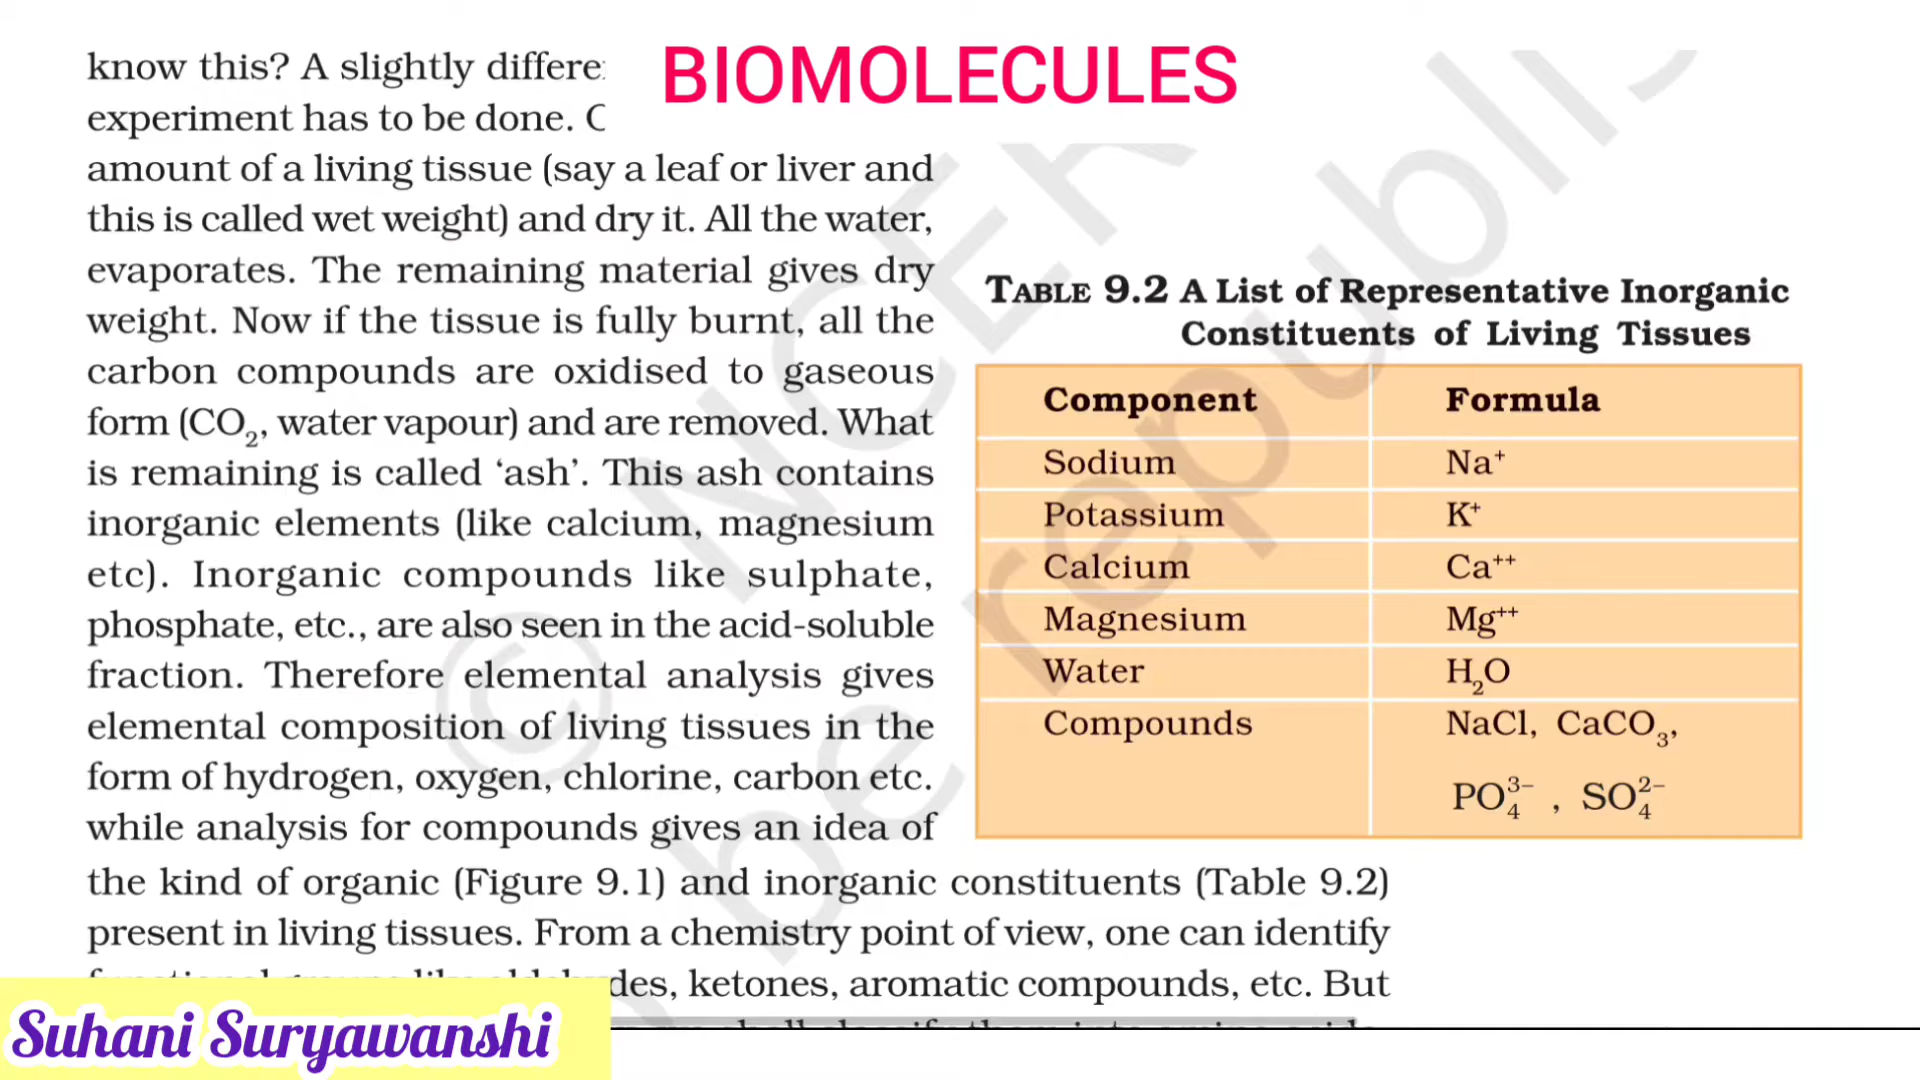 BIOMOLECULES
know this? A slightly differe
experiment has to be done.
amount of a living tissue (say a leaf or liver and
this is called wet weight) and dry it. All the water,
evaporates. The remaining material gives dry
weight. Now if the tissue is fully burnt, all the
carbon compounds are oxidised to gaseous
form (CO₂, water vapour) and are removed. What
is remaining is called ‘ash’. This ash contains
inorganic elements (like calcium, magnesium
etc). Inorganic compounds like sulphate,
phosphate, etc., are also seen in the acid-soluble
fraction. Therefore elemental analysis gives
elemental composition of living tissues in the
form of hydrogen, oxygen, chlorine, carbon etc.
while analysis for compounds gives an idea of
the kind of organic (Figure 9.1) and inorganic constituents (Table 9.2)
present in living tissues. From a chemistry point of view, one can identify
ketones, aromatic compounds, etc. But
TABLE 9.2 A List of Representative Inorganic
Constituents of Living Tissues
Component Formula
Sodium Na⁺
Potassium K⁺
Calcium Ca⁺⁺
Magnesium Mg⁺⁺
Water H₂O
Compounds NaCl, CaCO₃,
PO₄³⁻, SO₄²⁻
Suhani Suryawanshi
© NCER
be republis